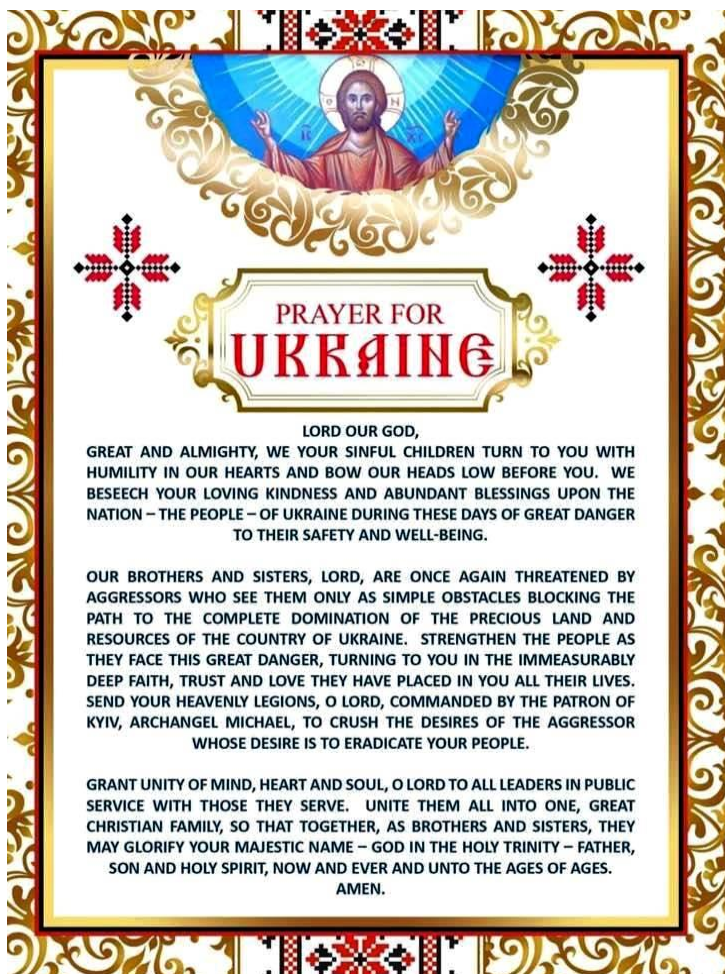 PRAYER FOR
UKRAINE
LORD OUR GOD,
GREAT AND ALMIGHTY, WE YOUR SINFUL CHILDREN TURN TO YOU WITH
HUMILITY IN OUR HEARTS AND BOW OUR HEADS LOW BEFORE YOU. WE
BESEECH YOUR LOVING KINDNESS AND ABUNDANT BLESSINGS UPON THE
NATION – THE PEOPLE – OF UKRAINE DURING THESE DAYS OF GREAT DANGER
TO THEIR SAFETY AND WELL-BEING.
OUR BROTHERS AND SISTERS, LORD, ARE ONCE AGAIN THREATENED BY
AGGRESSORS WHO SEE THEM ONLY AS SIMPLE OBSTACLES BLOCKING THE
PATH TO THE COMPLETE DOMINATION OF THE PRECIOUS LAND AND
RESOURCES OF THE COUNTRY OF UKRAINE. STRENGTHEN THE PEOPLE AS
THEY FACE THIS GREAT DANGER, TURNING TO YOU IN THE IMMEASURABLY
DEEP FAITH, TRUST AND LOVE THEY HAVE PLACED IN YOU ALL THEIR LIVES.
SEND YOUR HEAVENLY LEGIONS, O LORD, COMMANDED BY THE PATRON OF
KYIV, ARCHANGEL MICHAEL, TO CRUSH THE DESIRES OF THE AGGRESSOR
WHOSE DESIRE IS TO ERADICATE YOUR PEOPLE.
GRANT UNITY OF MIND, HEART AND SOUL, O LORD TO ALL LEADERS IN PUBLIC
SERVICE WITH THOSE THEY SERVE. UNITE THEM ALL INTO ONE, GREAT
CHRISTIAN FAMILY, SO THAT TOGETHER, AS BROTHERS AND SISTERS, THEY
MAY GLORIFY YOUR MAJESTIC NAME – GOD IN THE HOLY TRINITY – FATHER,
SON AND HOLY SPIRIT, NOW AND EVER AND UNTO THE AGES OF AGES.
AMEN.